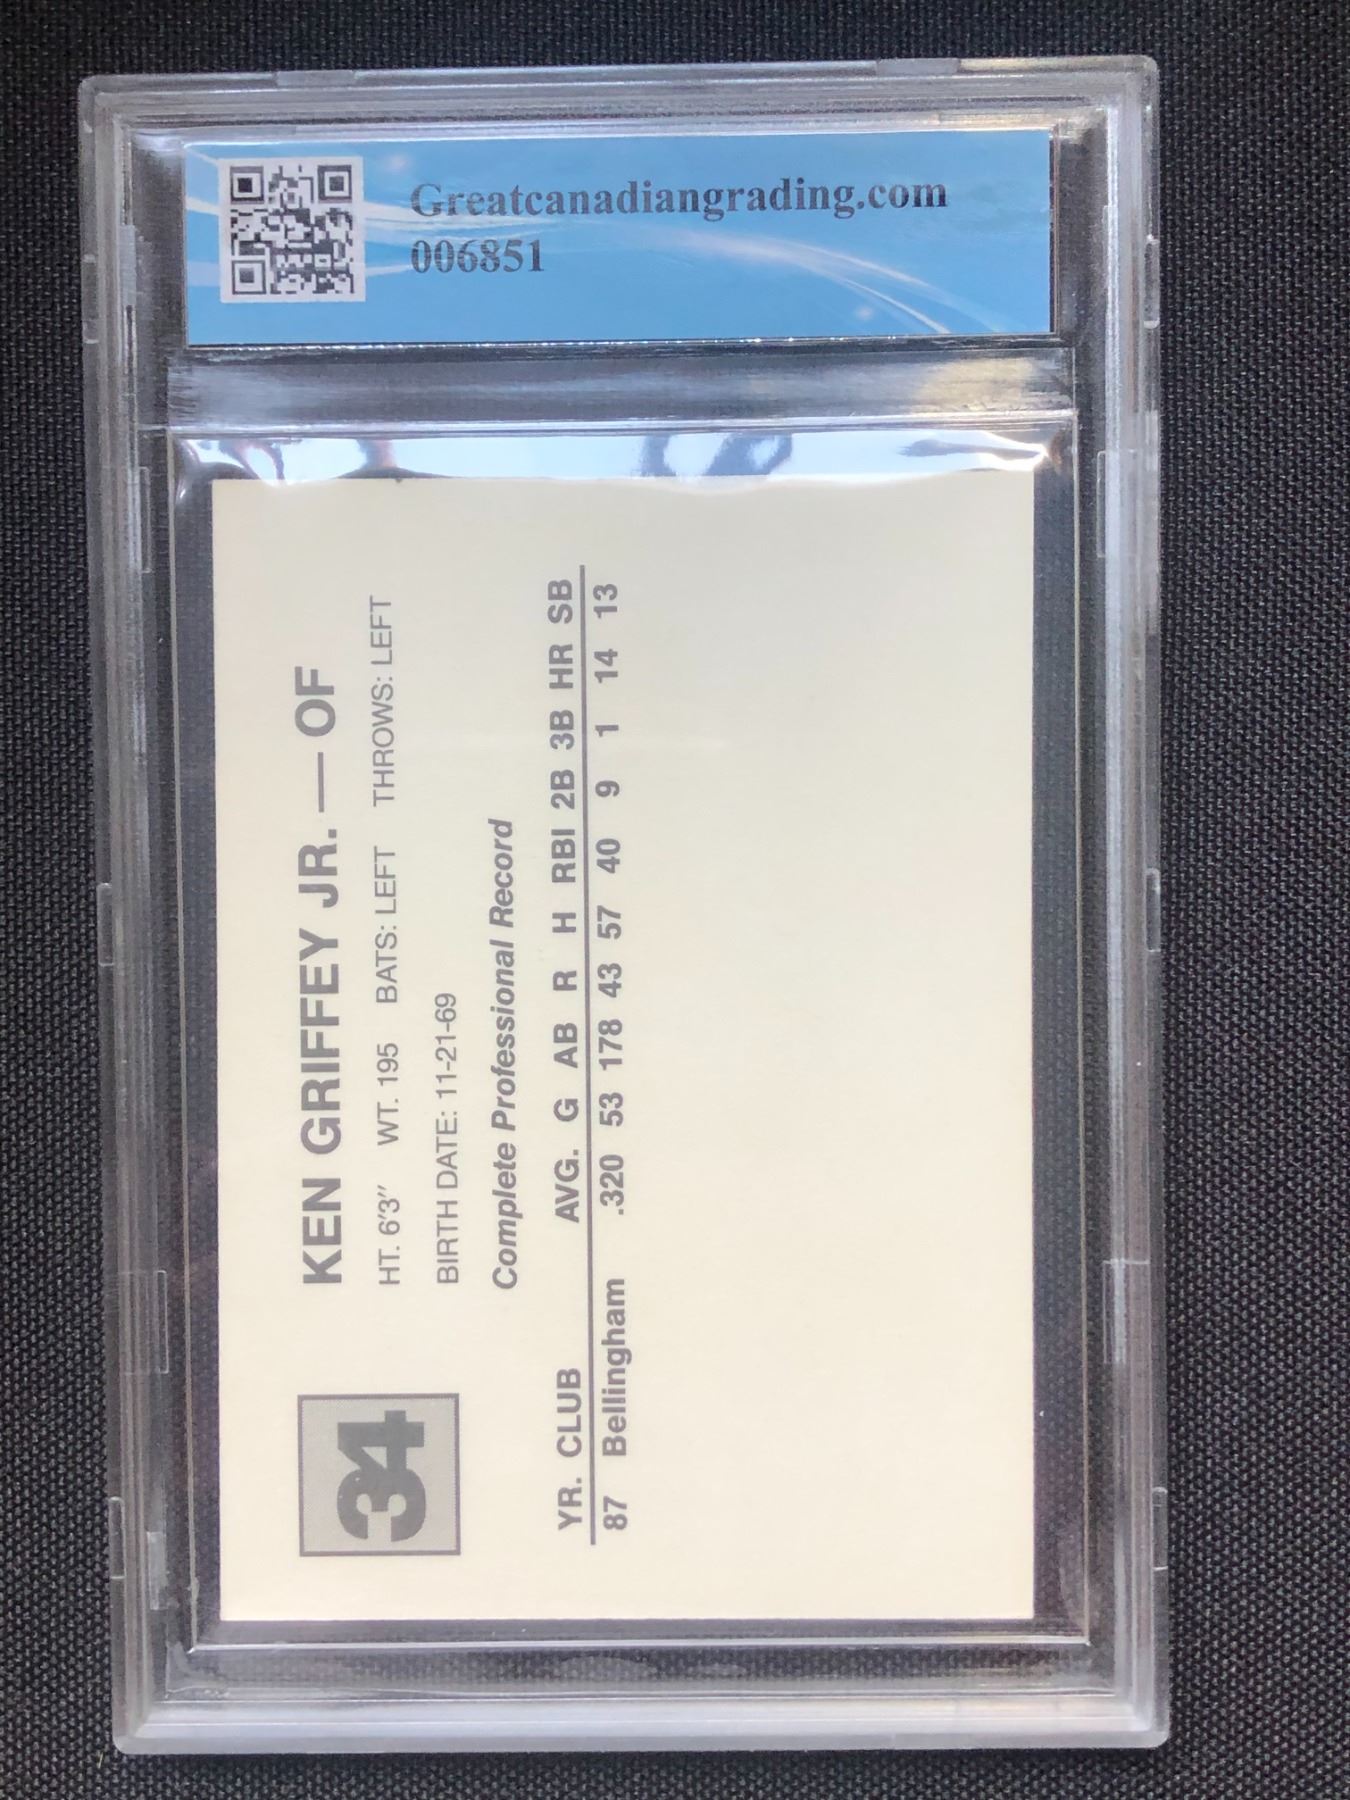 Greatcanadiangrading.com
006851
34
KEN GRIFFEY JR. — OF
HT. 6'3" WT. 195 BATS: LEFT THROWS: LEFT
BIRTH DATE: 11-21-69
Complete Professional Record
YR. CLUB AVG. G AB R H RBI 2B 3B HR SB
87 Bellingham .320 53 178 43 57 40 9 1 14 13